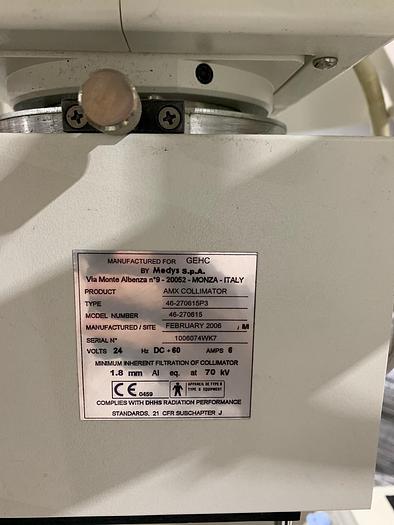 MANUFACTURED FOR GEHC
BY Medys S.p.A.
Via Monte Albenza n°9 - 20052 - MONZA - ITALY
PRODUCT AMX COLLIMATOR
TYPE 46-270615P3
MODEL NUMBER 46-270615
MANUFACTURED / SITE FEBRUARY 2006 / M
SERIAL N° 1006074WK7
VOLTS 24 Hz DC - 60 AMPS 6
MINIMUM INHERENT FILTRATION OF COLLIMATOR
1.8 mm Al eq. at 70 kV
CE 0459 APPAREIL DE TYPE B
TYPE B EQUIPMENT
COMPLIES WITH DHHS RADIATION PERFORMANCE
STANDARDS, 21 CFR SUBCHAPTER J